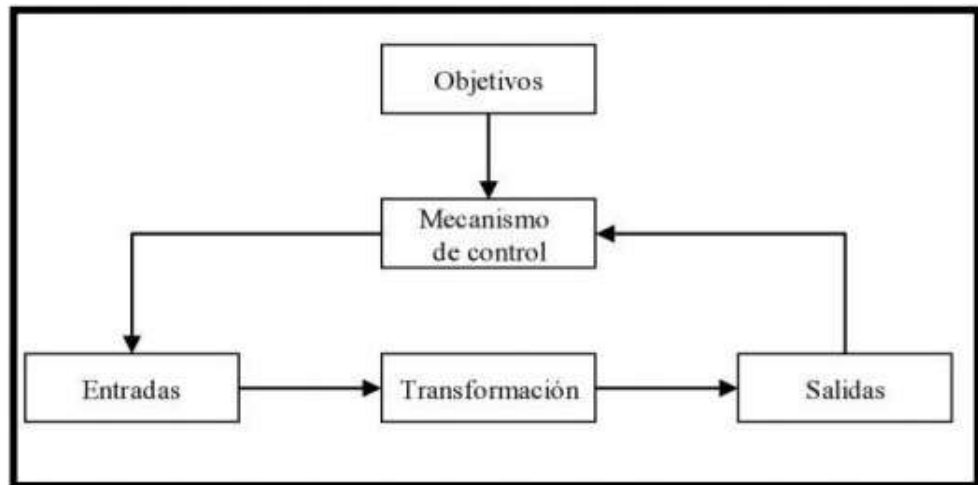 Objetivos
Mecanismo
de control
Entradas
Transformación
Salidas